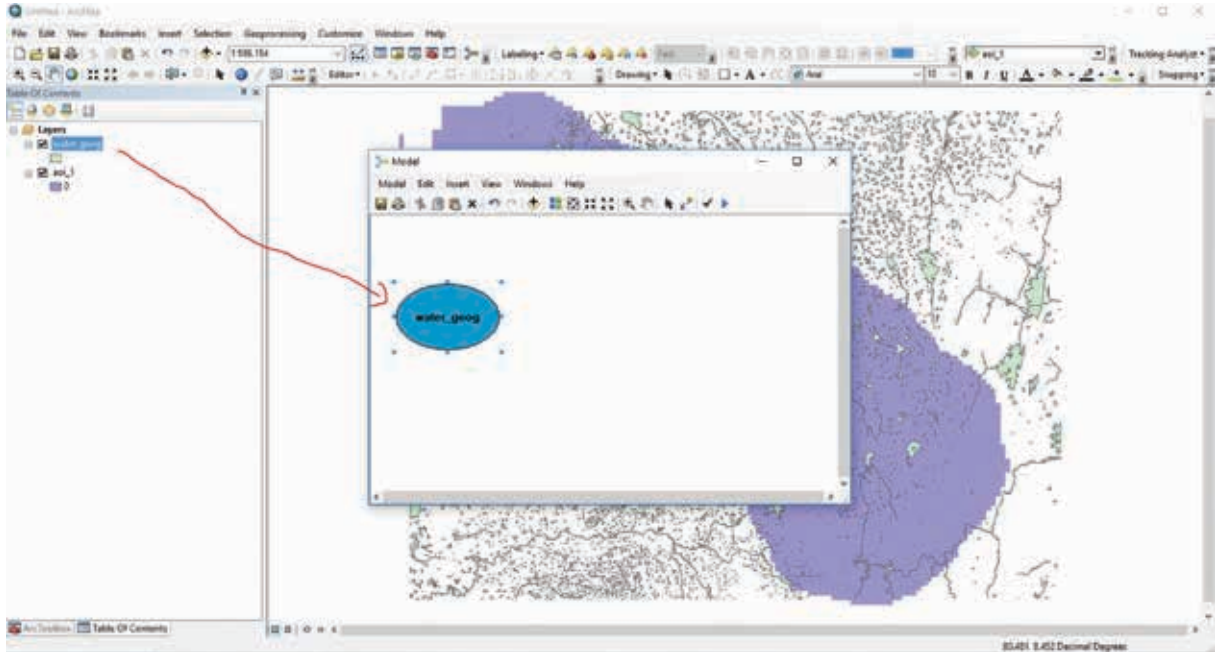 Untitled - ArcMap
File Edit View Bookmarks Insert Selection Geoprocessing Customize Windows Help
Labeling
aoi_1
Tracking Analyst
Editor
Drawing
Arial
10
B I U A
Snapping
Table Of Contents
Layers
water_geog
aoi_1
0
Model
Model Edit Insert View Windows Help
water_geog
ArcToolbox Table Of Contents
Decimal Degrees